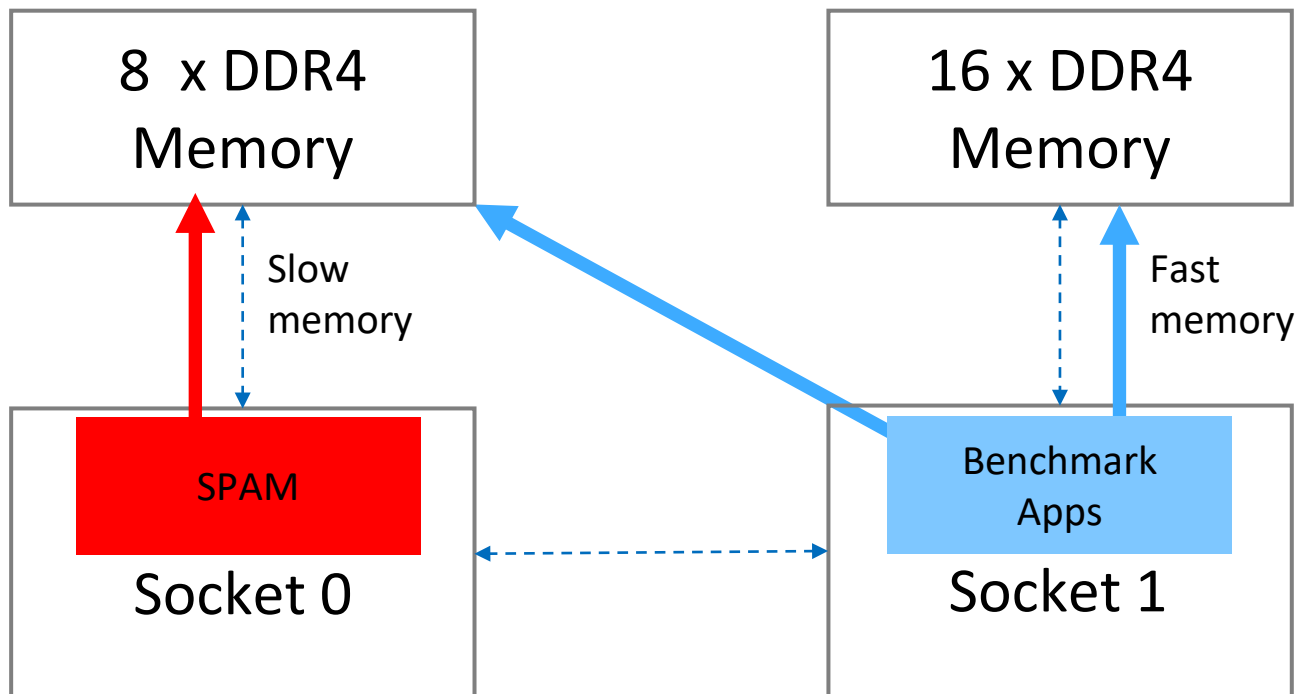 8 x DDR4
Memory
16 x DDR4
Memory
Slow
memory
Fast
memory
SPAM
Benchmark
Apps
Socket 0
Socket 1